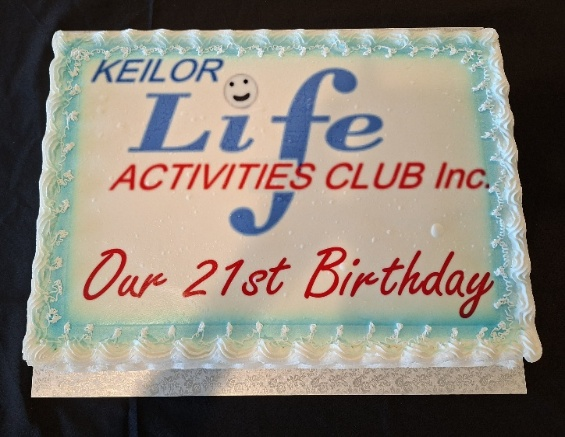 KEILOR
Life
ACTIVITIES CLUB Inc.
Our 21st Birthday